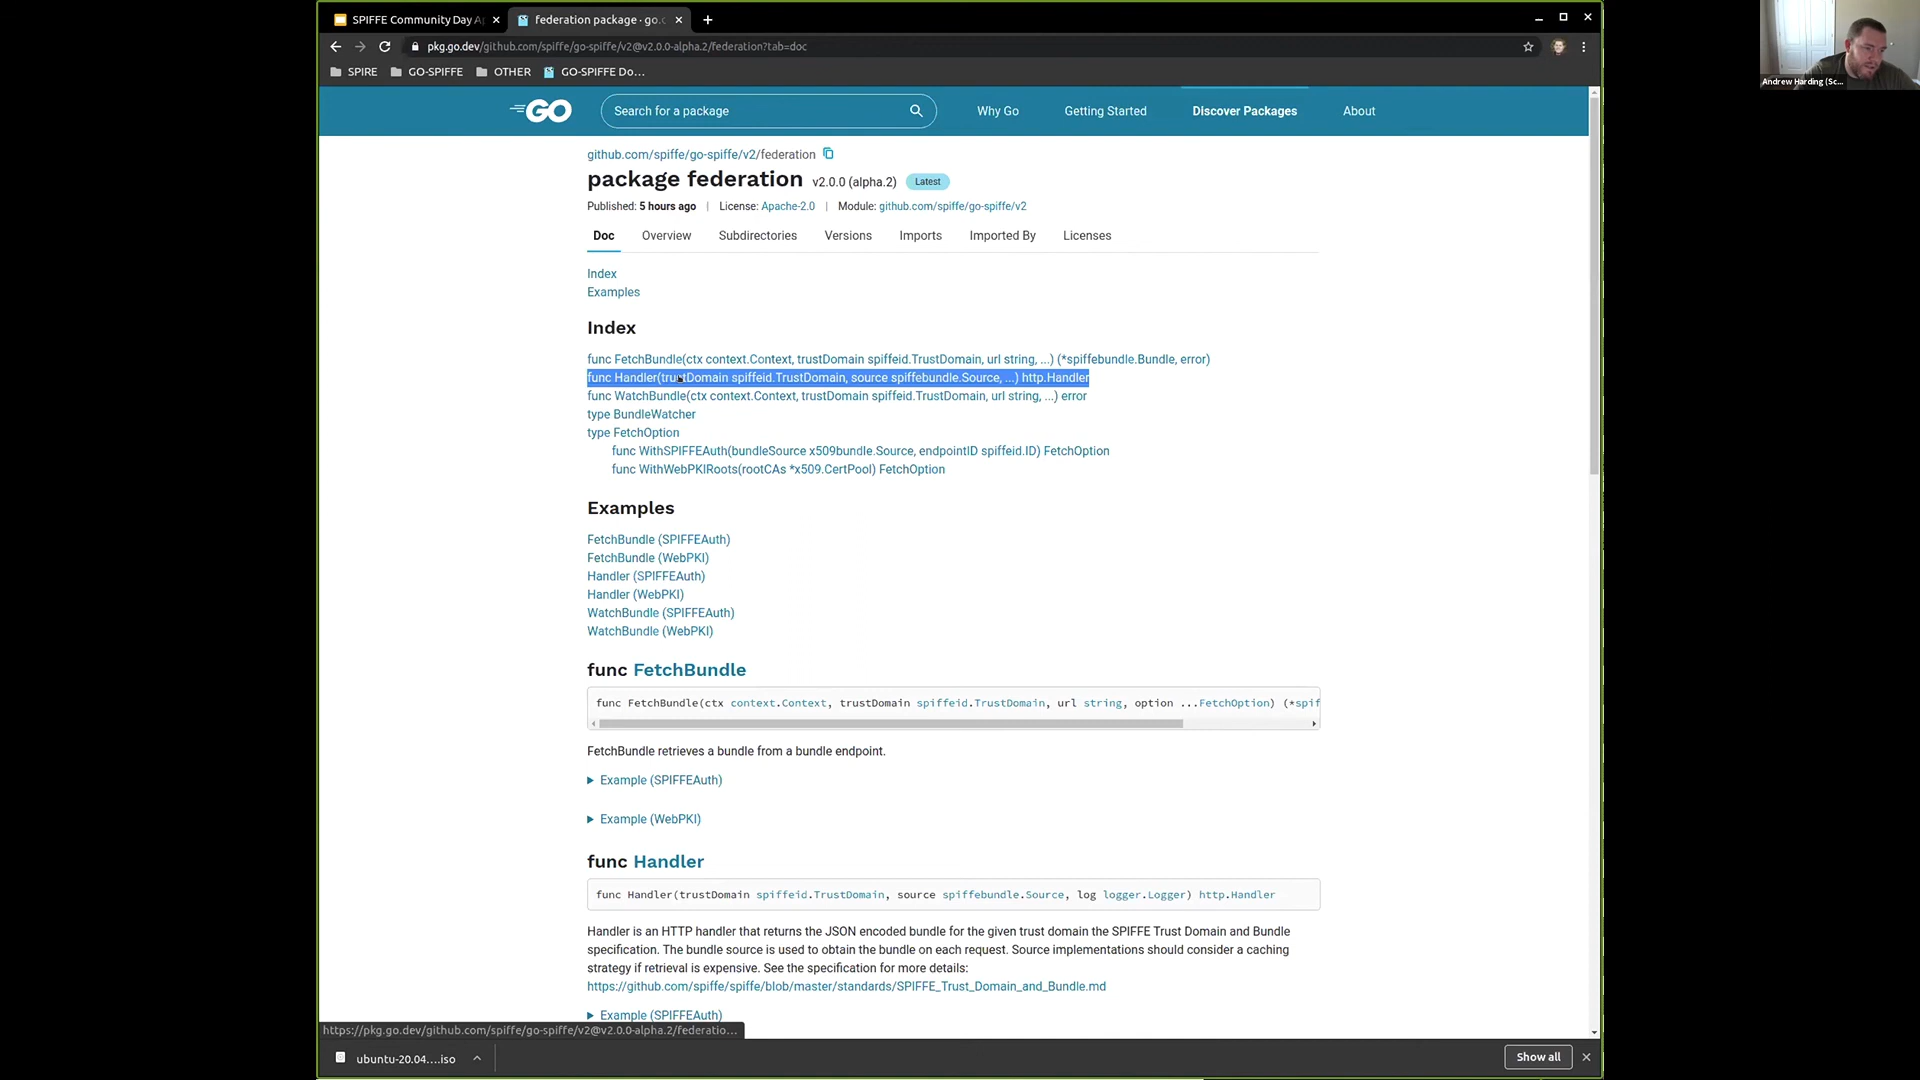 SPIFFE Community Day A
federation package · go.c
pkg.go.dev/github.com/spiffe/go-spiffe/v2@v2.0.0-alpha.2/federation?tab=doc
SPIRE
GO-SPIFFE
OTHER
GO-SPIFFE Do...
GO
Search for a package
Why Go
Getting Started
Discover Packages
About
github.com/spiffe/go-spiffe/v2/federation
package federation v2.0.0 (alpha.2) Latest
Published: 5 hours ago | License: Apache-2.0 | Module: github.com/spiffe/go-spiffe/v2
Doc Overview Subdirectories Versions Imports Imported By Licenses
Index
Examples
Index
func FetchBundle(ctx context.Context, trustDomain spiffeid.TrustDomain, url string, ...) (*spiffebundle.Bundle, error)
func Handler(trustDomain spiffeid.TrustDomain, source spiffebundle.Source, ...) http.Handler
func WatchBundle(ctx context.Context, trustDomain spiffeid.TrustDomain, url string, ...) error
type BundleWatcher
type FetchOption
func WithSPIFFEAuth(bundleSource x509bundle.Source, endpointID spiffeid.ID) FetchOption
func WithWebPKIRoots(rootCAs *x509.CertPool) FetchOption
Examples
FetchBundle (SPIFFEAuth)
FetchBundle (WebPKI)
Handler (SPIFFEAuth)
Handler (WebPKI)
WatchBundle (SPIFFEAuth)
WatchBundle (WebPKI)
func FetchBundle
func FetchBundle(ctx context.Context, trustDomain spiffeid.TrustDomain, url string, option ...FetchOption) (*spif
FetchBundle retrieves a bundle from a bundle endpoint.
Example (SPIFFEAuth)
Example (WebPKI)
func Handler
func Handler(trustDomain spiffeid.TrustDomain, source spiffebundle.Source, log logger.Logger) http.Handler
Handler is an HTTP handler that returns the JSON encoded bundle for the given trust domain the SPIFFE Trust Domain and Bundle
specification. The bundle source is used to obtain the bundle on each request. Source implementations should consider a caching
strategy if retrieval is expensive. See the specification for more details:
https://github.com/spiffe/spiffe/blob/master/standards/SPIFFE_Trust_Domain_and_Bundle.md
Example (SPIFFEAuth)
https://pkg.go.dev/github.com/spiffe/go-spiffe/v2@v2.0.0-alpha.2/federatio...
ubuntu-20.04....iso
Show all
Andrew Harding (Sc...